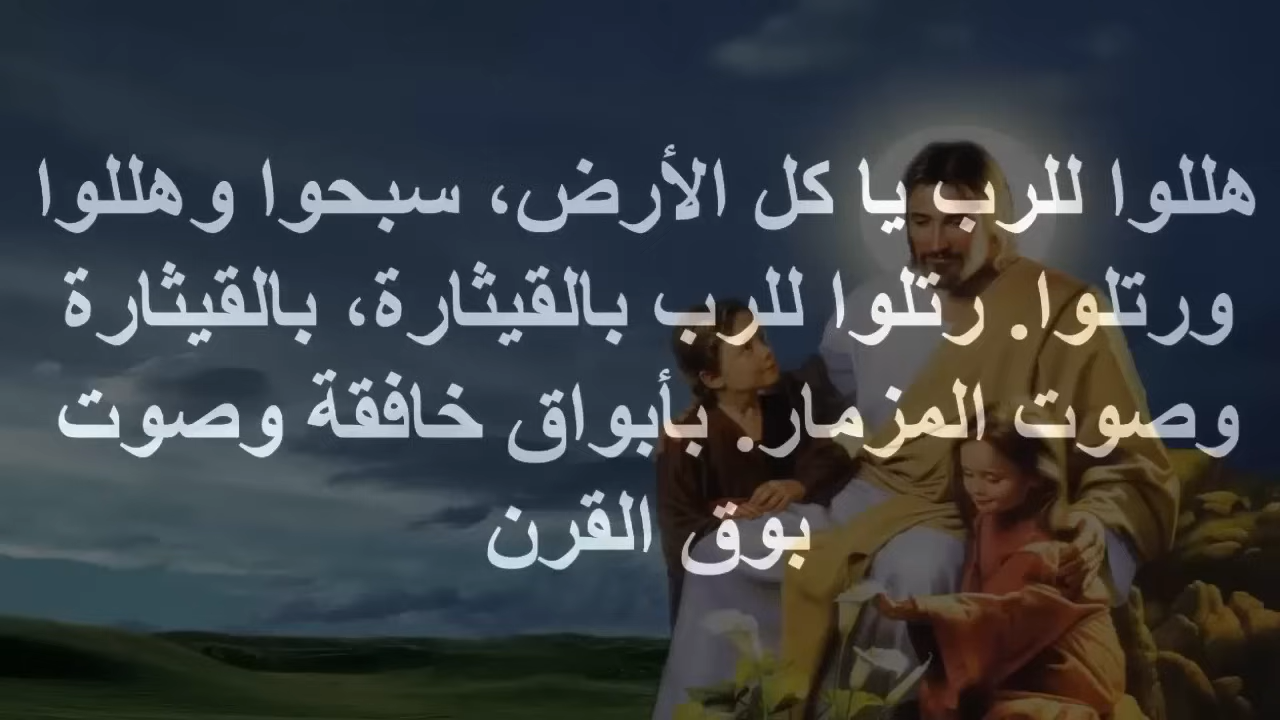 هللوا للرب يا كل الأرض، سبحوا وهللوا
ورتلوا. رتلوا للرب بالقيثارة، بالقيثارة
وصوت المزمار. بأبواق خافقة وصوت
بوق القرن